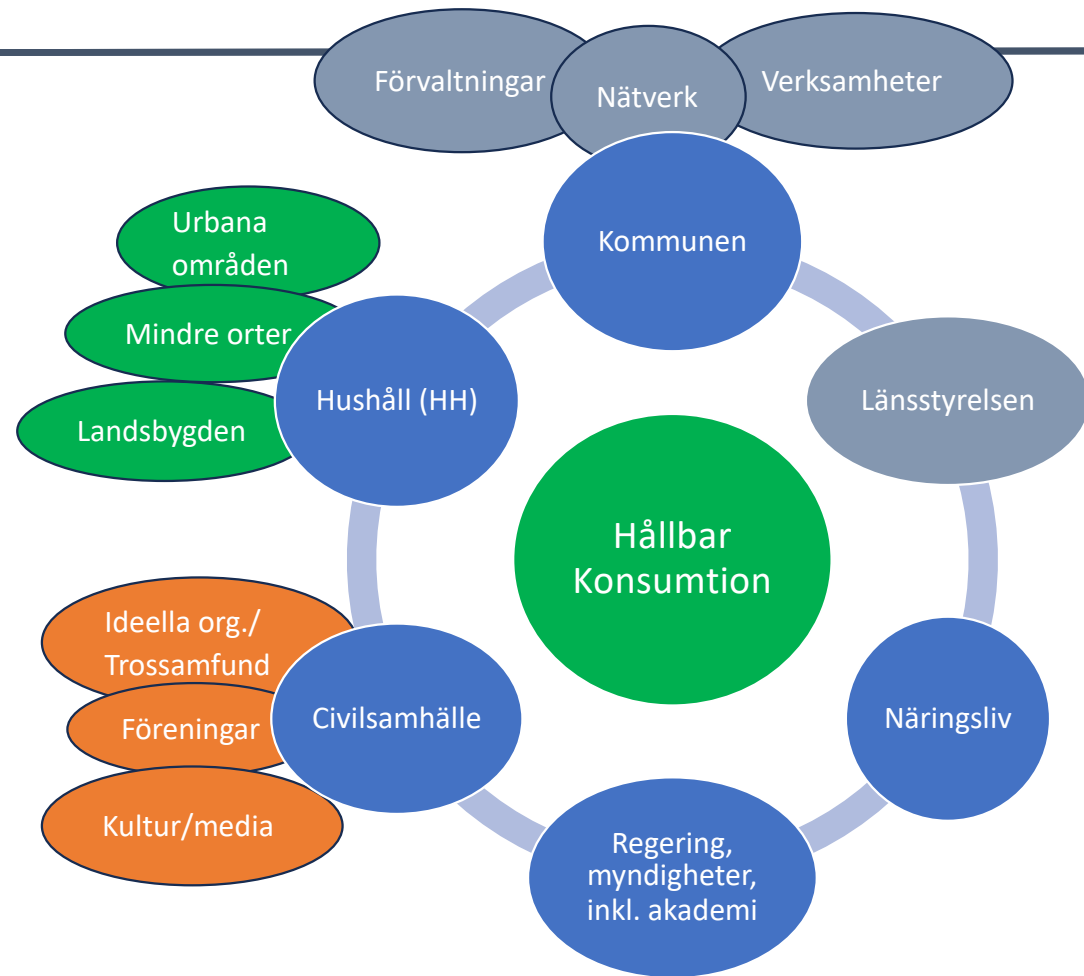 Förvaltningar
Nätverk
Verksamheter
Kommunen
Urbana
områden
Mindre orter
Landsbygden
Hushåll (HH)
Länsstyrelsen
Hållbar
Konsumtion
Ideella org./
Trossamfund
Föreningar
Kultur/media
Civilsamhälle
Näringsliv
Regering,
myndigheter,
inkl. akademi